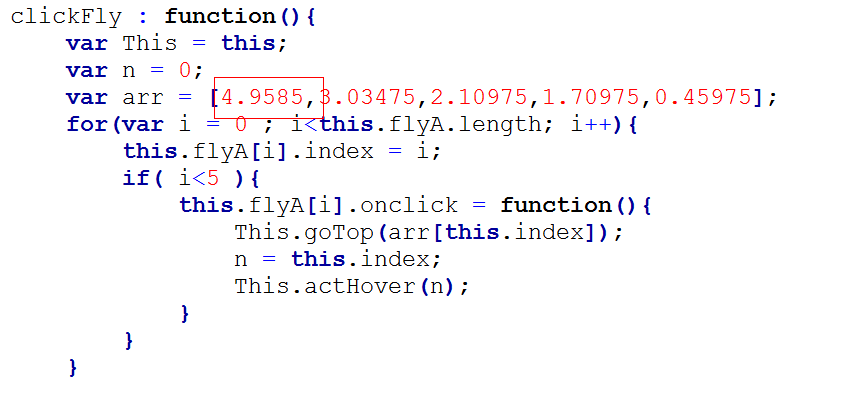 clickFly : function(){
    var This = this;
    var n = 0;
    var arr = [4.9585,3.03475,2.10975,1.70975,0.45975];
    for(var i = 0 ; i<this.flyA.length; i++){
        this.flyA[i].index = i;
        if( i<5 ){
            this.flyA[i].onclick = function(){
                This.goTop(arr[this.index]);
                n = this.index;
                This.actHover(n);
            }
        }
    }